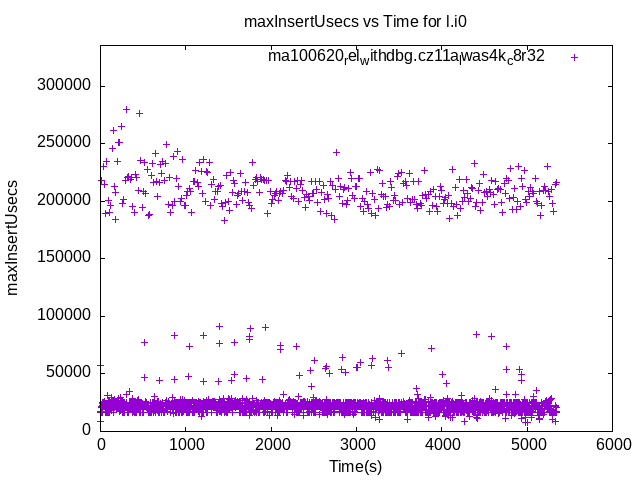 maxInsertUsecs vs Time for l.i0
ma100620_rel_withdbg.cz11a_lwas4k_c8r32
300000
250000
200000
150000
100000
50000
0
maxInsertUsecs
0 1000 2000 3000 4000 5000 6000
Time(s)